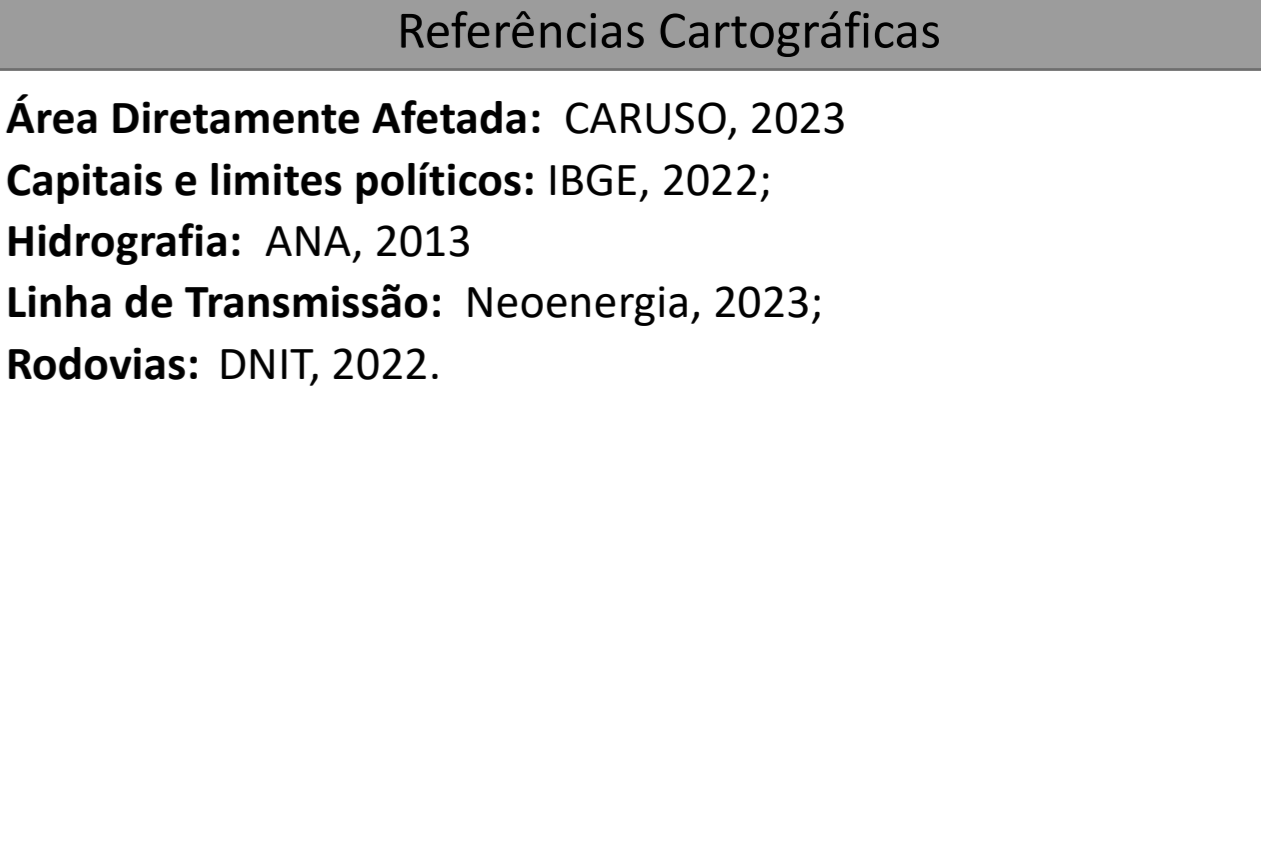 Referências Cartográficas
Área Diretamente Afetada: CARUSO, 2023
Capitais e limites políticos: IBGE, 2022;
Hidrografia: ANA, 2013
Linha de Transmissão: Neoenergia, 2023;
Rodovias: DNIT, 2022.